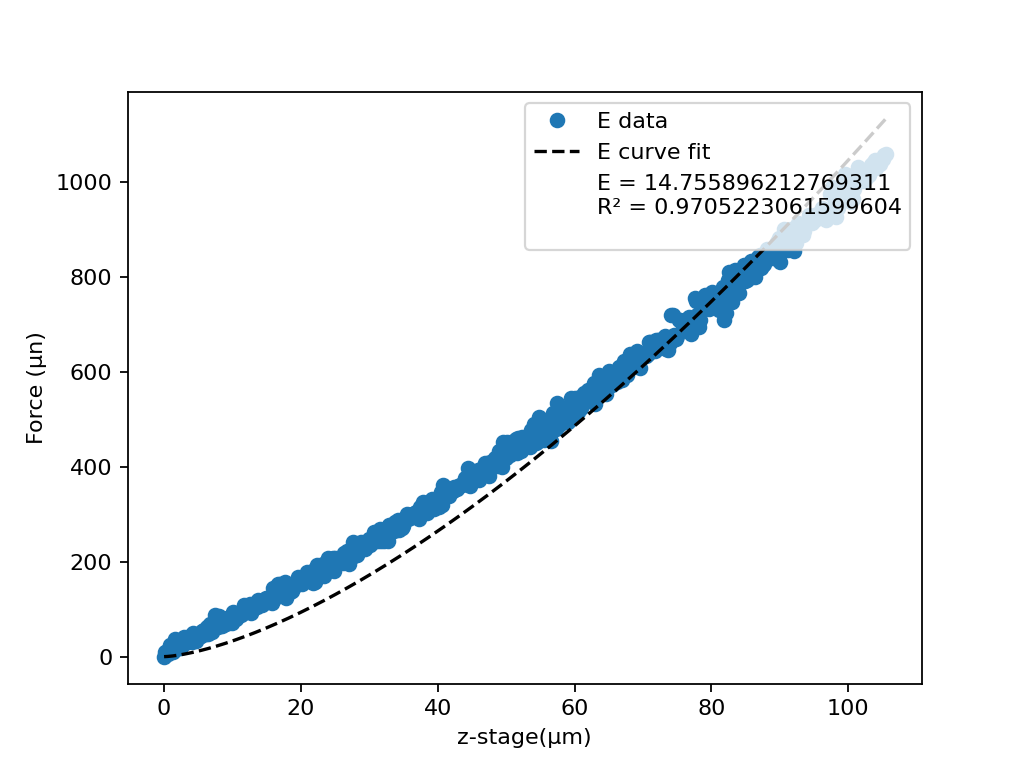 E data
E curve fit
E = 14.755896212769311
R² = 0.9705223061599604
1000
800
600
400
200
0
Force (μn)
0 20 40 60 80 100
z-stage(μm)